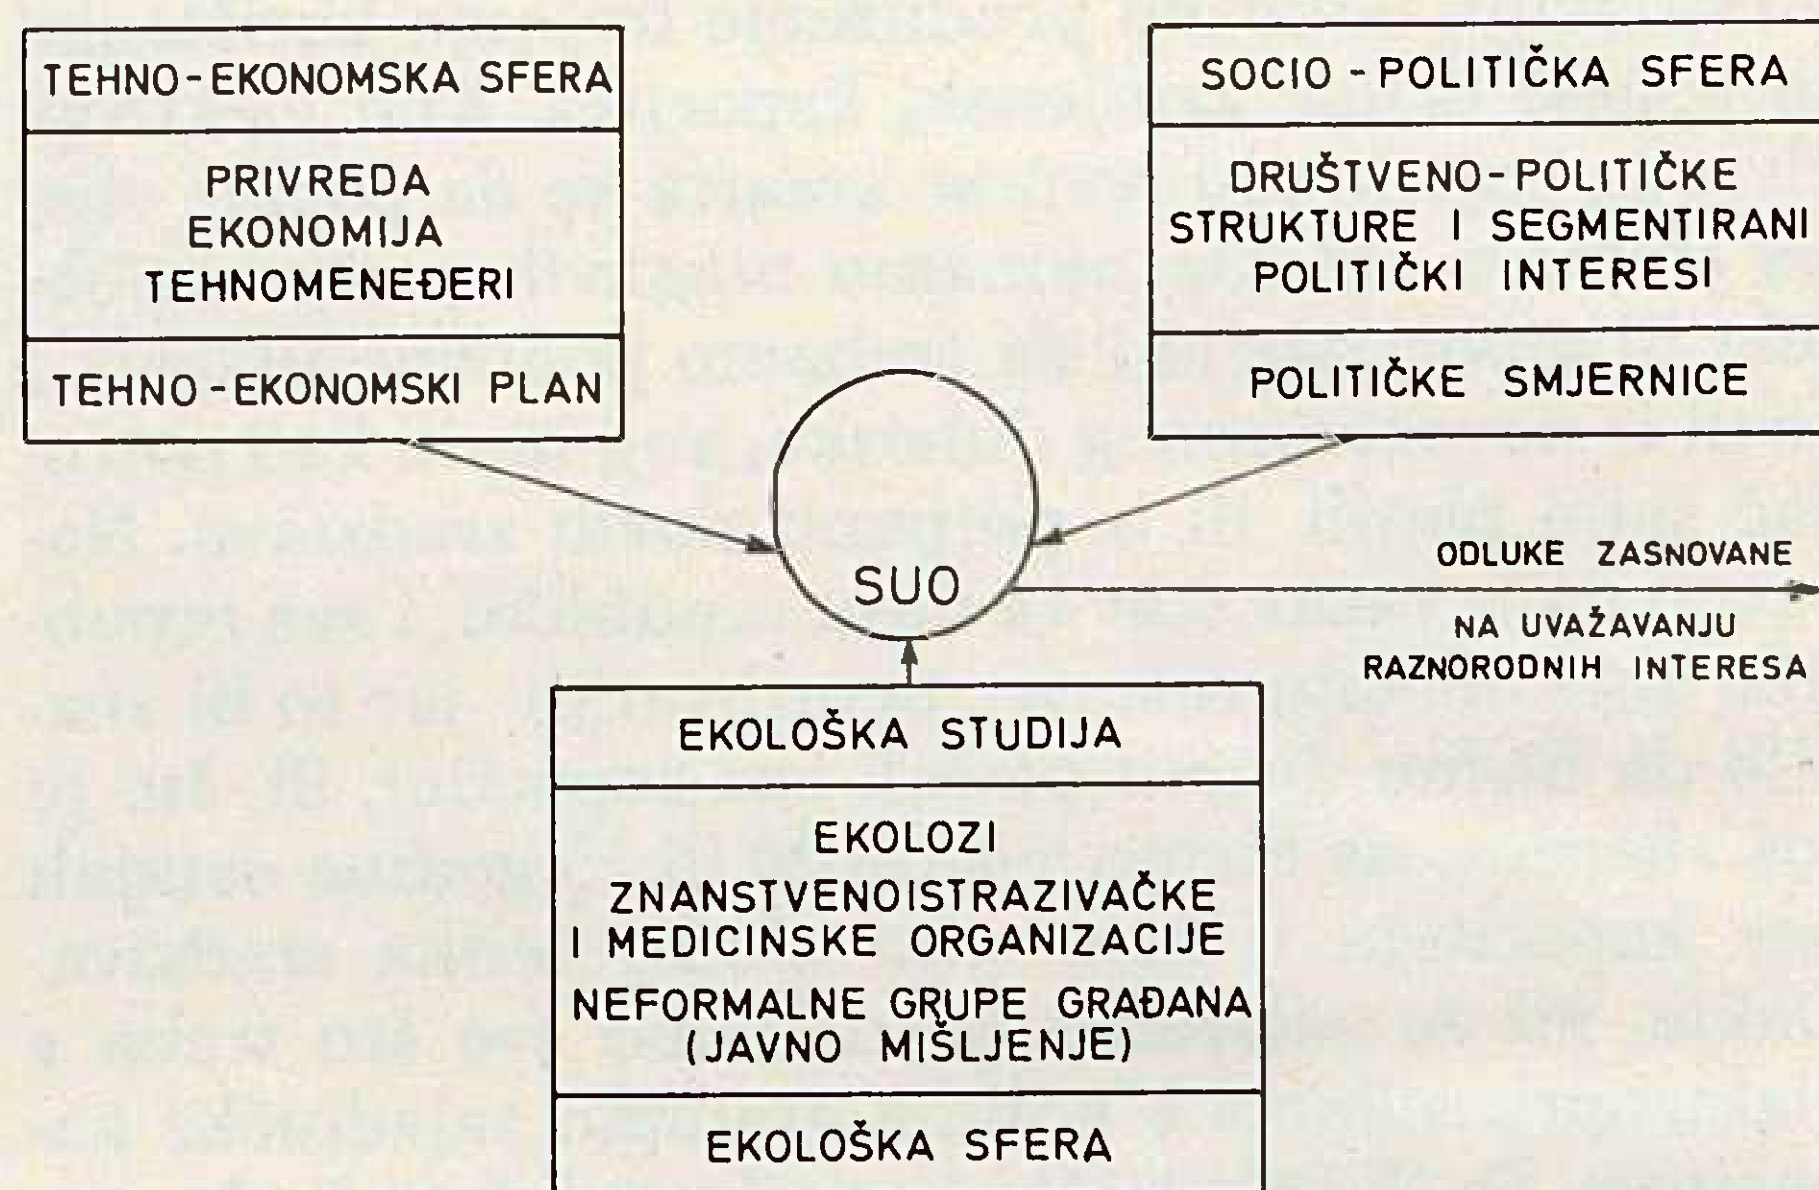 TEHNO-EKONOMSKA SFERA
PRIVREDA
EKONOMIJA
TEHNOMENEĐERI
TEHNO-EKONOMSKI PLAN
SOCIO-POLITIČKA SFERA
DRUŠTVENO-POLITIČKE
STRUKTURE I SEGMENTIRANI
POLITIČKI INTERESI
POLITIČKE SMJERNICE
SUO
ODLUKE ZASNOVANE
NA UVAŽAVANJU
RAZNORODNIH INTERESA
EKOLOŠKA STUDIJA
EKOLOZI
ZNANSTVENOISTRAZIVAČKE
I MEDICINSKE ORGANIZACIJE
NEFORMALNE GRUPE GRAĐANA
(JAVNO MIŠLJENJE)
EKOLOŠKA SFERA